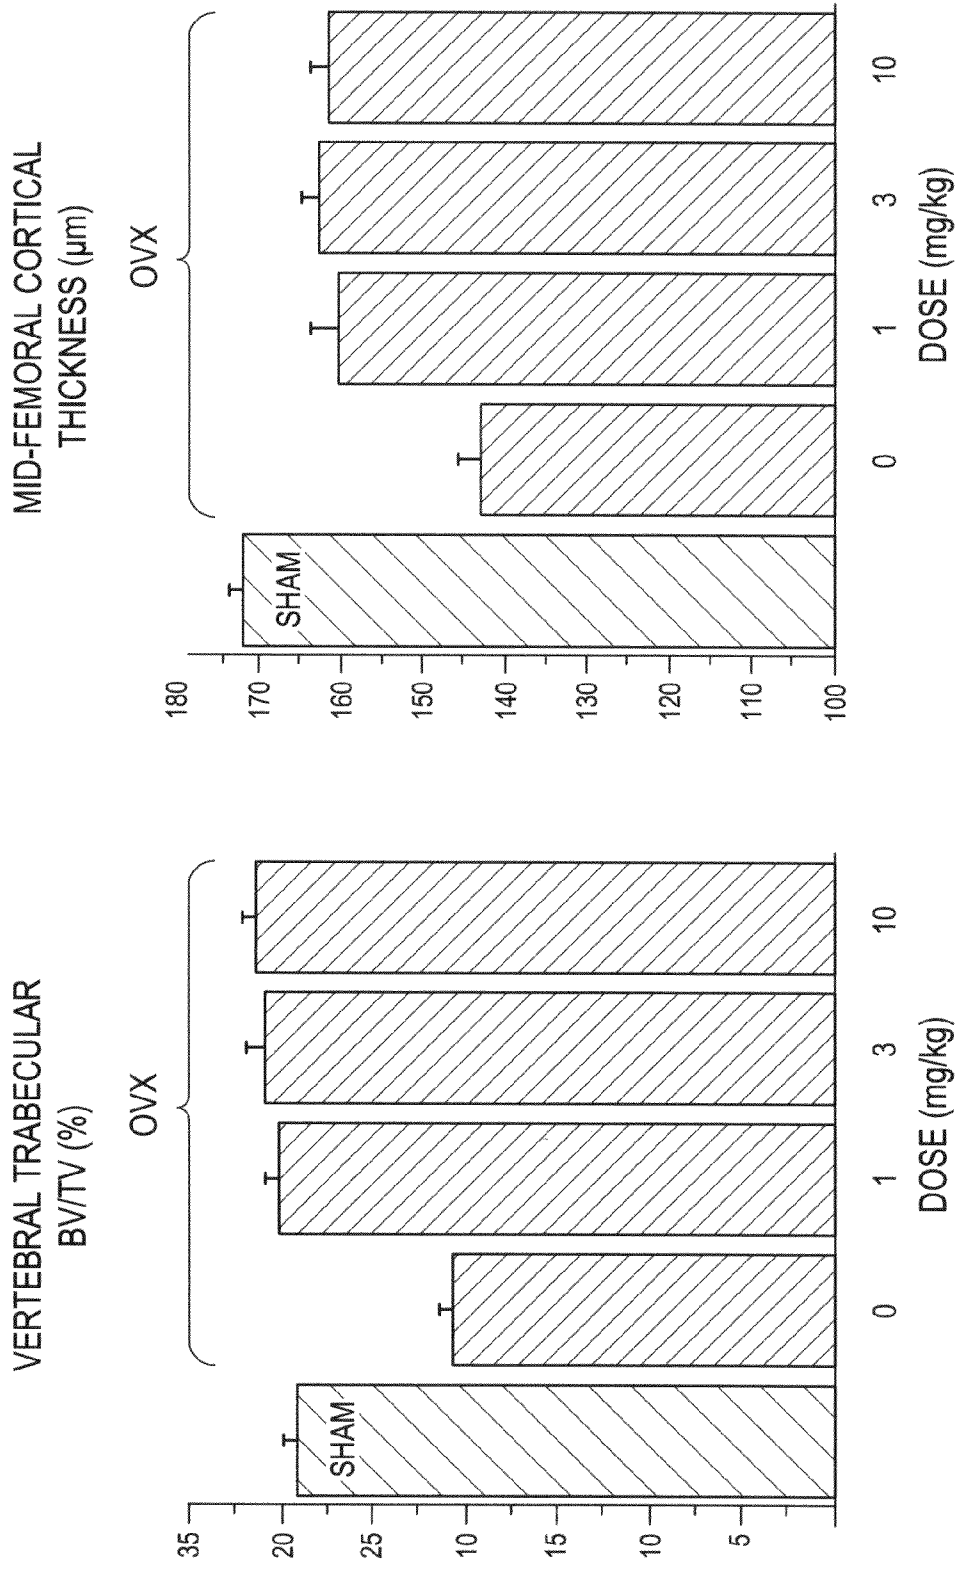 VERTEBRAL TRABECULAR
BV/TV (%)
OVX
35
20
25
10
15
10
5
SHAM
0 1 3 10
DOSE (mg/kg)
MID-FEMORAL CORTICAL
THICKNESS (μm)
OVX
180
170
160
150
140
130
120
110
100
SHAM
0 1 3 10
DOSE (mg/kg)